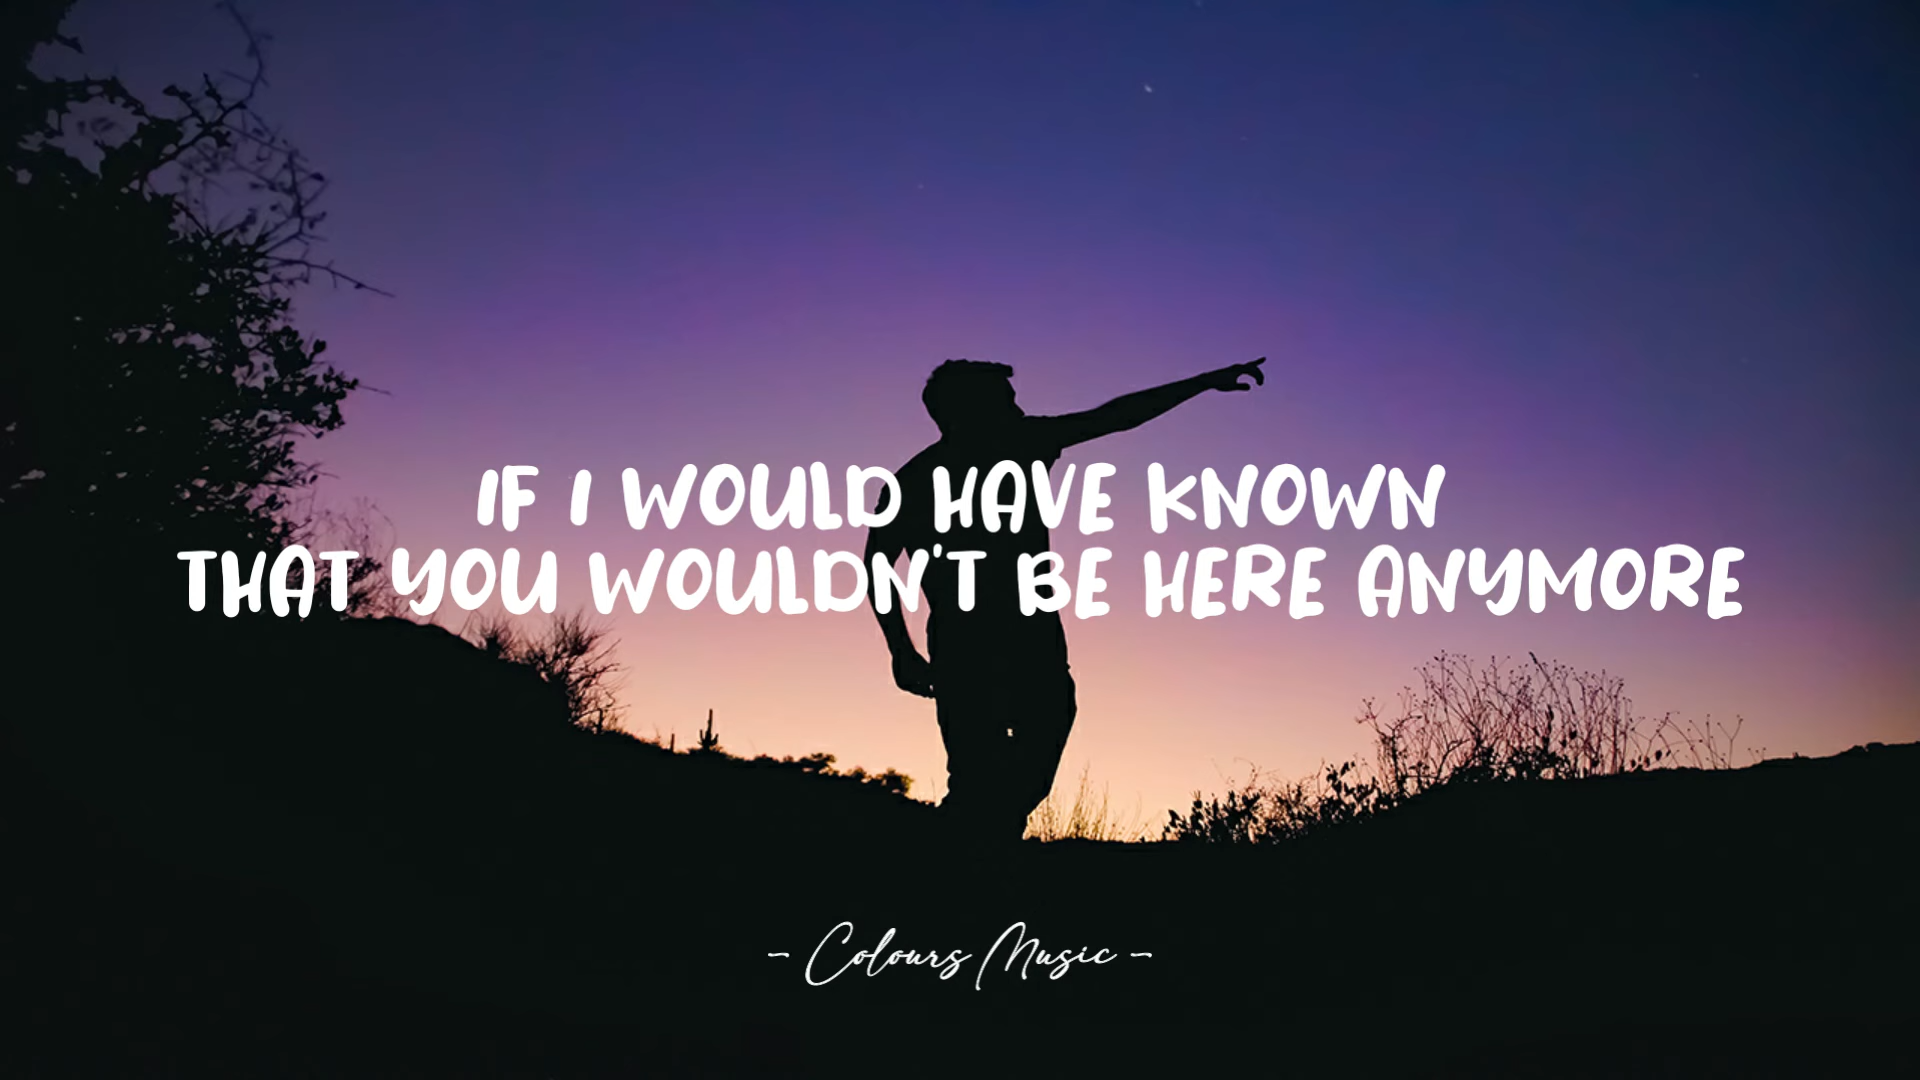 IF I WOULD HAVE KNOWN
THAT YOU WOULDN'T BE HERE ANYMORE
- Colours Music -